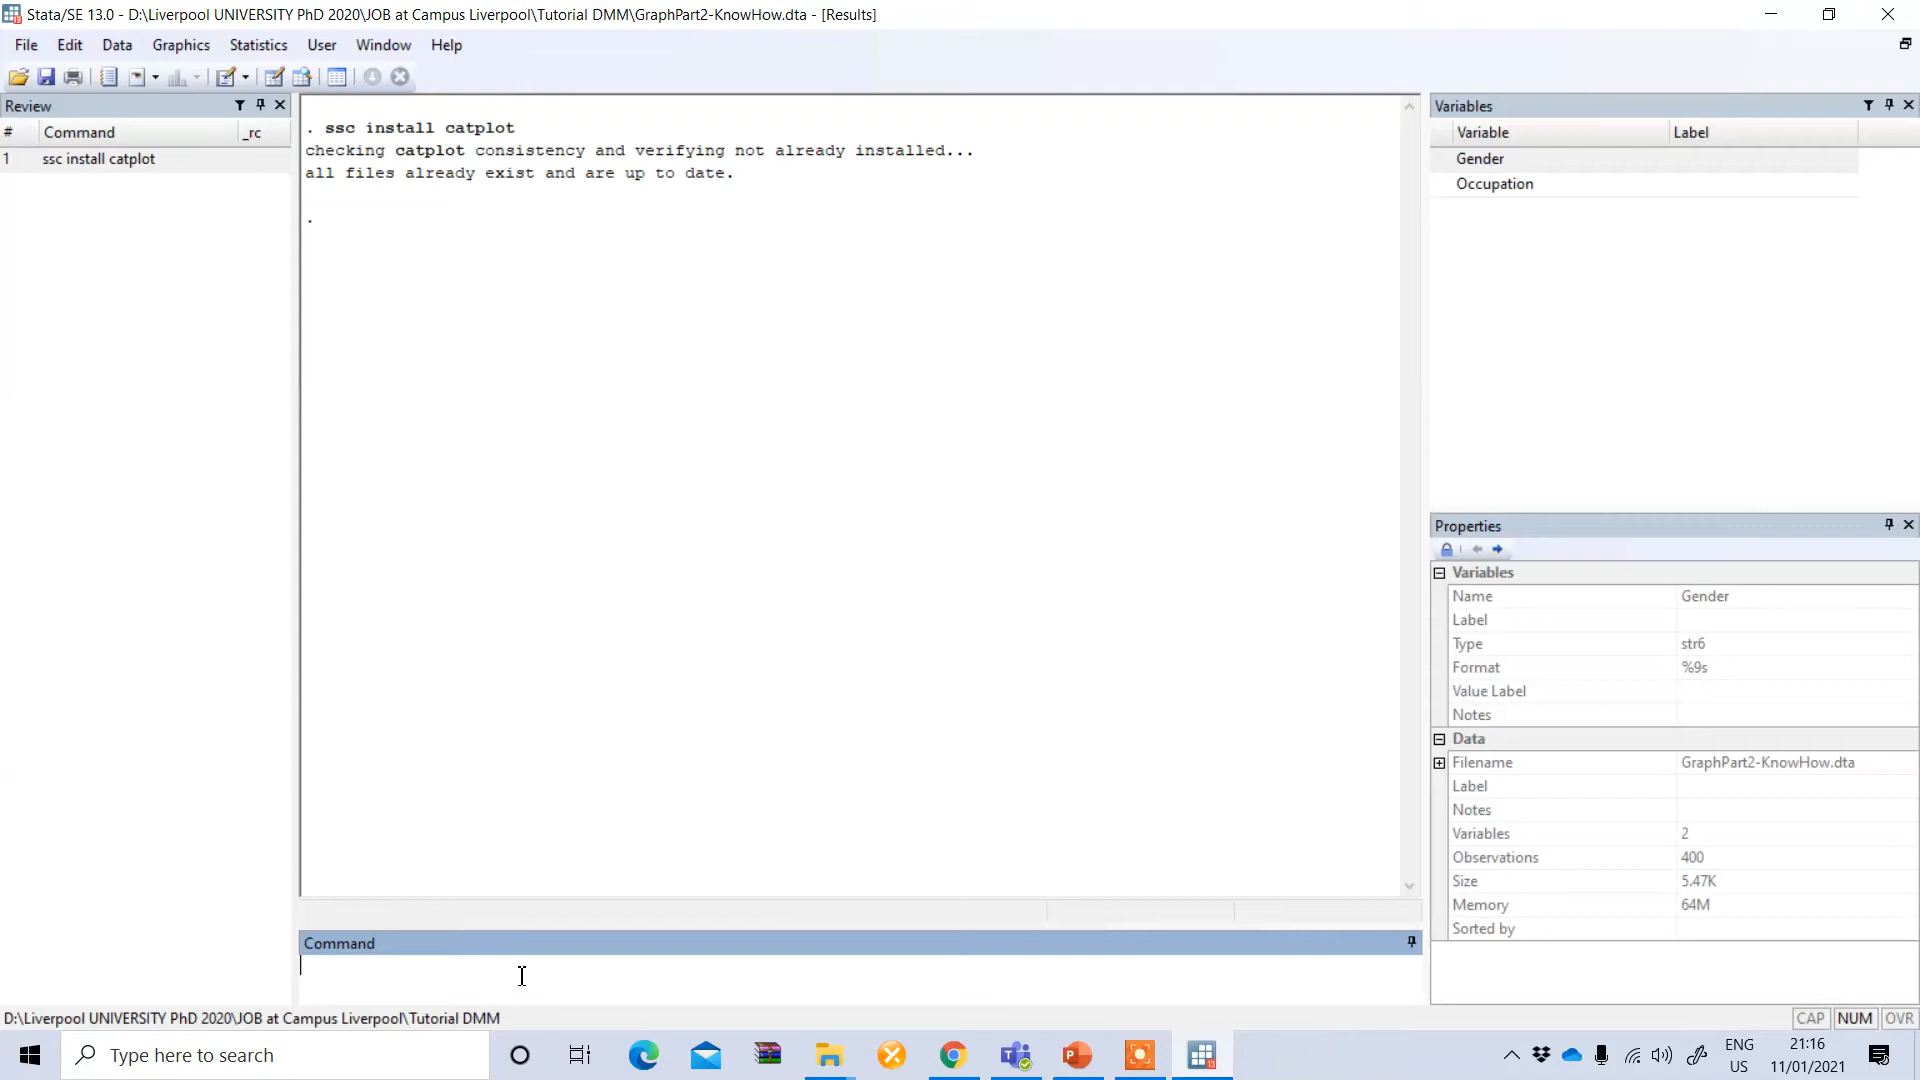 Stata/SE 13.0 - D:\Liverpool UNIVERSITY PhD 2020\JOB at Campus Liverpool\Tutorial DMM\GraphPart2-KnowHow.dta - [Results]
File Edit Data Graphics Statistics User Window Help
Review
# Command _rc
1 ssc install catplot
. ssc install catplot
checking catplot consistency and verifying not already installed...
all files already exist and are up to date.
.
Variables
Variable Label
Gender
Occupation
Properties
Variables
Name Gender
Label
Type str6
Format %9s
Value Label
Notes
Data
Filename GraphPart2-KnowHow.dta
Label
Notes
Variables 2
Observations 400
Size 5.47K
Memory 64M
Sorted by
Command
D:\Liverpool UNIVERSITY PhD 2020\JOB at Campus Liverpool\Tutorial DMM
CAP NUM OVR
Type here to search
ENG
US
21:16
11/01/2021